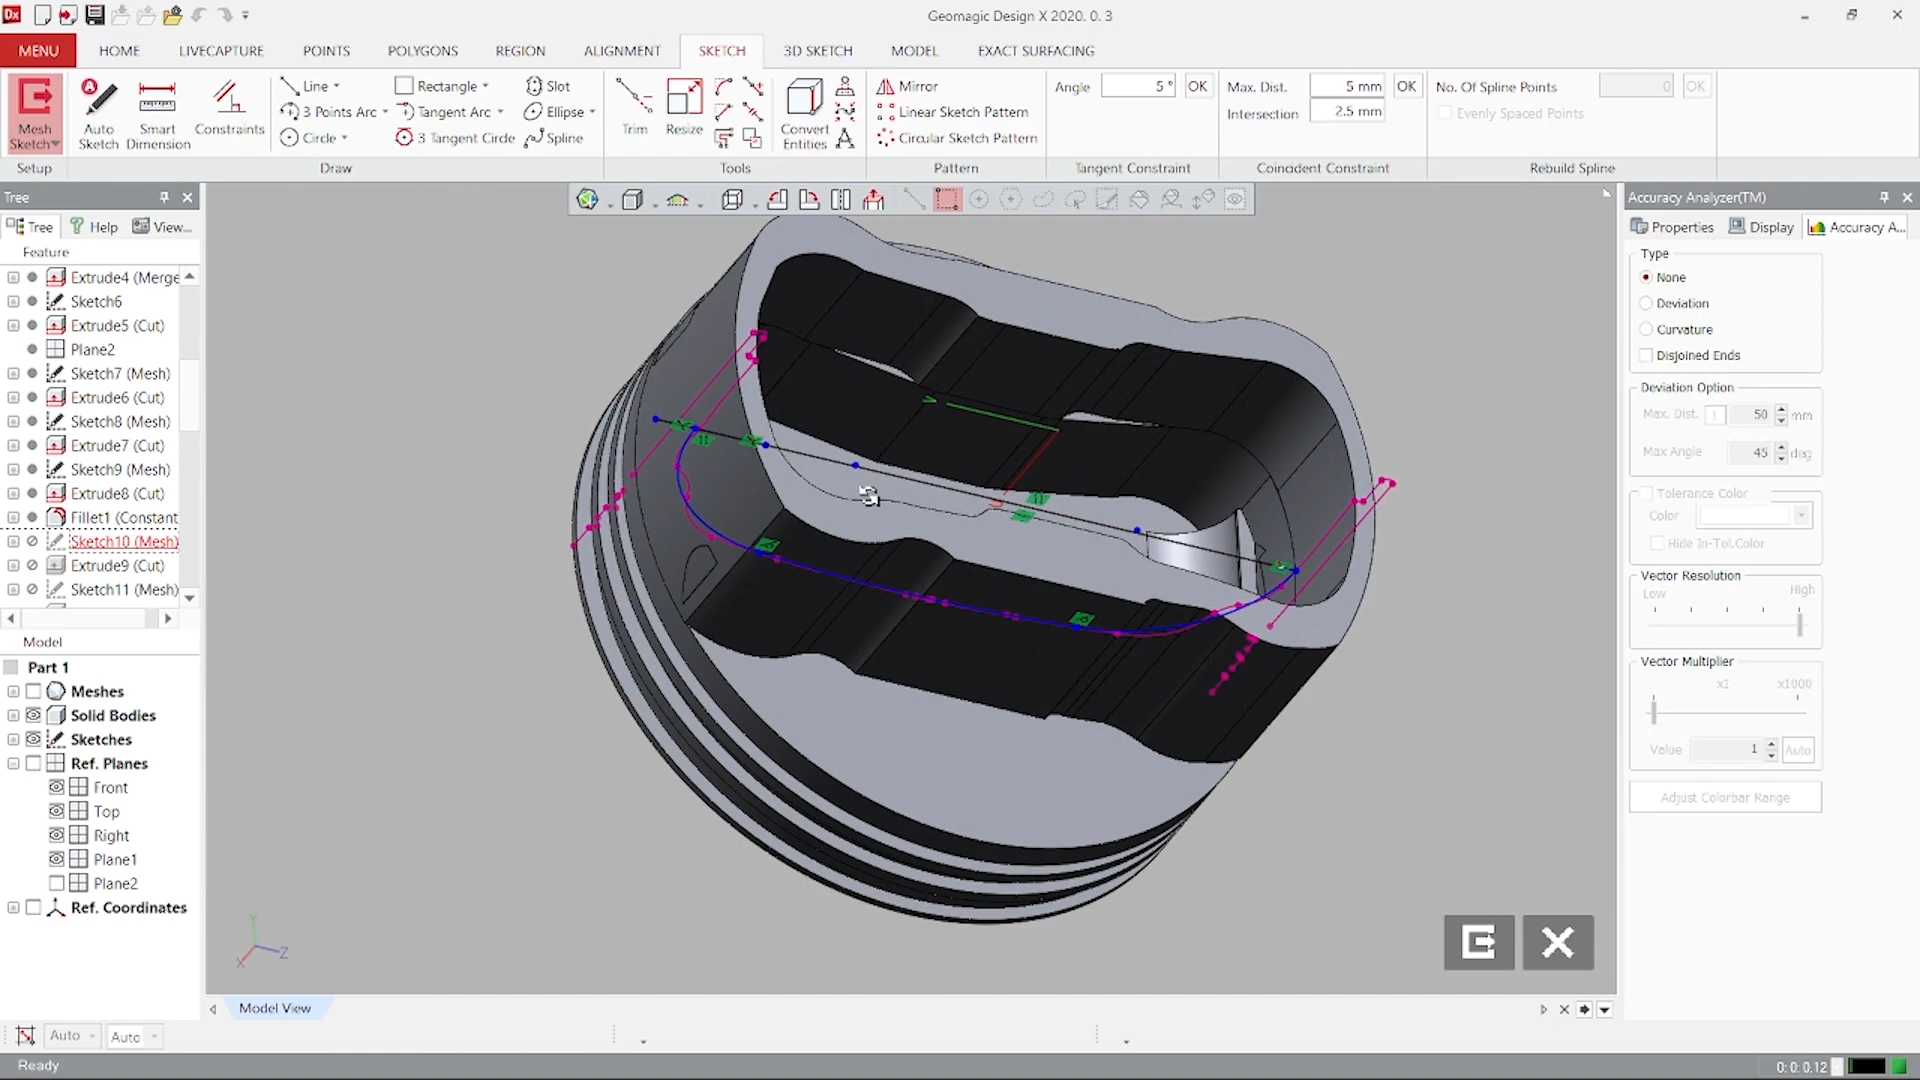 Dx
Geomagic Design X 2020. 0. 3
MENU HOME LIVECAPTURE POINTS POLYGONS REGION ALIGNMENT SKETCH 3D SKETCH MODEL EXACT SURFACING
Mesh Sketch
Auto Sketch
Smart Dimension
Constraints
Line
Rectangle
Slot
3 Points Arc
Tangent Arc
Ellipse
Circle
3 Tangent Circle
Spline
Trim
Resize
Convert Entities
Mirror
Linear Sketch Pattern
Circular Sketch Pattern
Angle 5 ° OK
Max. Dist. 5 mm OK
Intersection 2.5 mm
No. Of Spline Points 0 OK
Evenly Spaced Points
Setup Draw Tools Pattern Tangent Constraint Coincident Constraint Rebuild Spline
Tree
Tree Help View...
Feature
Extrude4 (Merge
Sketch6
Extrude5 (Cut)
Plane2
Sketch7 (Mesh)
Extrude6 (Cut)
Sketch8 (Mesh)
Extrude7 (Cut)
Sketch9 (Mesh)
Extrude8 (Cut)
Fillet1 (Constant
Sketch10 (Mesh)
Extrude9 (Cut)
Sketch11 (Mesh)
Model
Part 1
Meshes
Solid Bodies
Sketches
Ref. Planes
Front
Top
Right
Plane1
Plane2
Ref. Coordinates
Y
Z
X
Model View
Accuracy Analyzer(TM)
Properties Display Accuracy A...
Type
None
Deviation
Curvature
Disjoined Ends
Deviation Option
Max. Dist. ! 50 mm
Max Angle 45 deg
Tolerance Color
Color
Hide In-Tol.Color
Vector Resolution
Low High
Vector Multiplier
x1 x1000
Value 1 Auto
Adjust Colorbar Range
Auto Auto
Ready 0: 0: 0.12